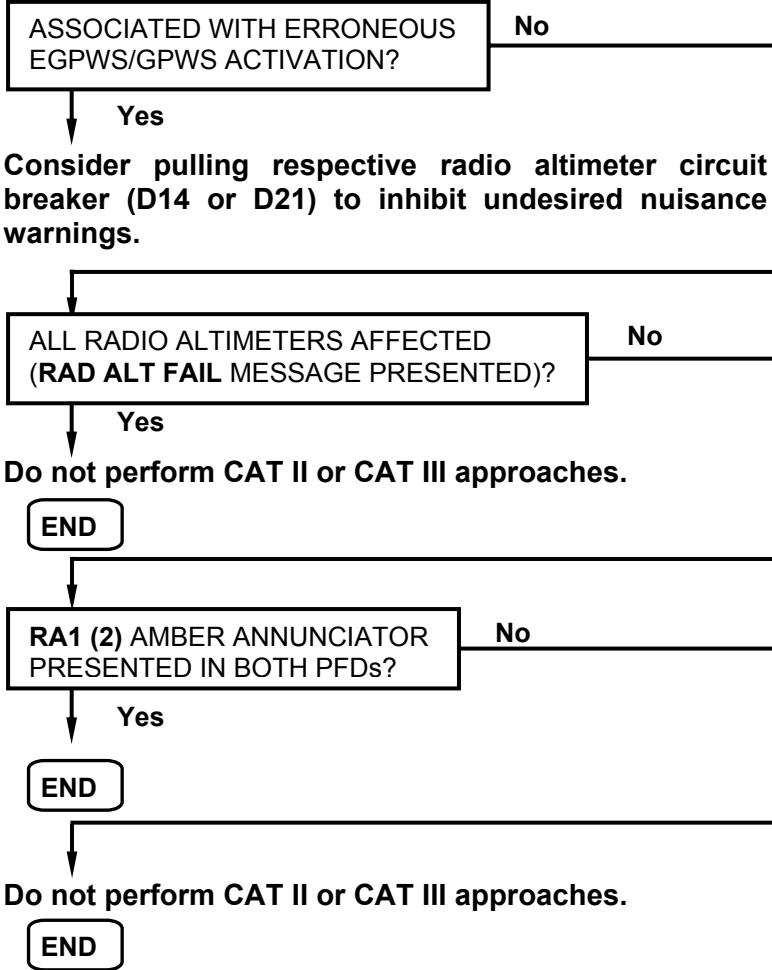 ASSOCIATED WITH ERRONEOUS No
EGPWS/GPWS ACTIVATION?
Yes
Consider pulling respective radio altimeter circuit
breaker (D14 or D21) to inhibit undesired nuisance
warnings.
ALL RADIO ALTIMETERS AFFECTED No
(RAD ALT FAIL MESSAGE PRESENTED)?
Yes
Do not perform CAT II or CAT III approaches.
END
RA1 (2) AMBER ANNUNCIATOR No
PRESENTED IN BOTH PFDs?
Yes
END
Do not perform CAT II or CAT III approaches.
END